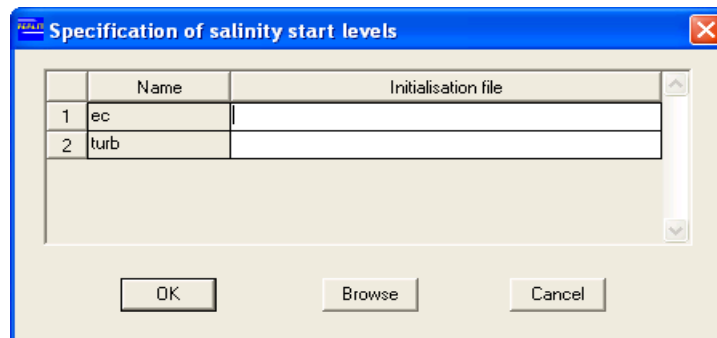 Specification of salinity start levels
Name Initialisation file
1 ec
2 turb
OK Browse Cancel